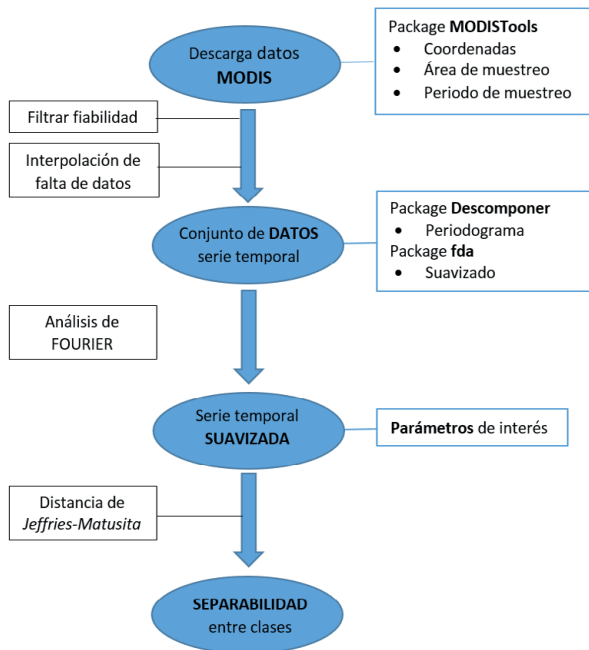 Descarga datos
MODIS
Package MODISTools
• Coordenadas
• Área de muestreo
• Periodo de muestreo
Filtrar fiabilidad
Interpolación de
falta de datos
Conjunto de DATOS
serie temporal
Package Descomponer
• Periodograma
Package fda
• Suavizado
Análisis de
FOURIER
Serie temporal
SUAVIZADA
Parámetros de interés
Distancia de
Jeffries-Matusita
SEPARABILIDAD
entre clases